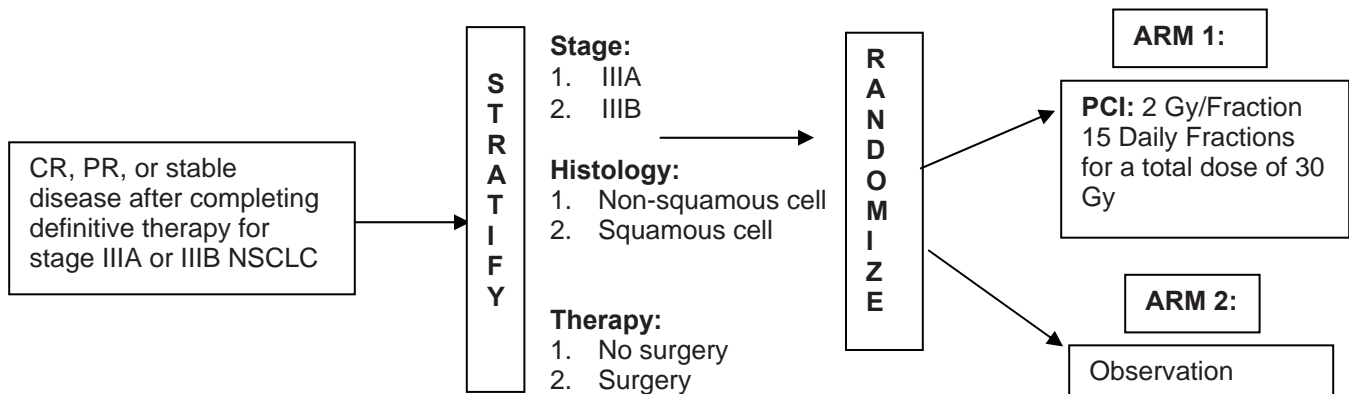 CR, PR, or stable
disease after completing
definitive therapy for
stage IIIA or IIIB NSCLC
S
T
R
A
T
I
F
Y
Stage:
1. IIIA
2. IIIB
Histology:
1. Non-squamous cell
2. Squamous cell
Therapy:
1. No surgery
2. Surgery
R
A
N
D
O
M
I
Z
E
ARM 1:
PCI: 2 Gy/Fraction
15 Daily Fractions
for a total dose of 30
Gy
ARM 2:
Observation